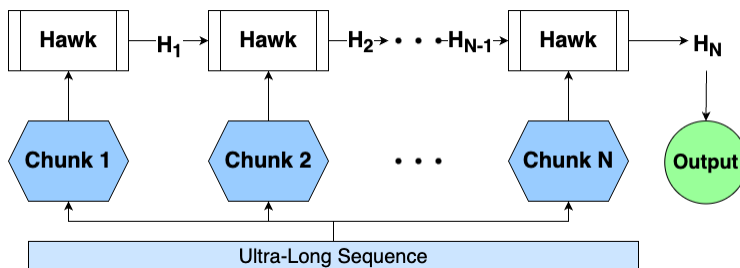 Hawk H1 Hawk H2 • • • HN-1 Hawk HN
Chunk 1 Chunk 2 • • • Chunk N Output
Ultra-Long Sequence